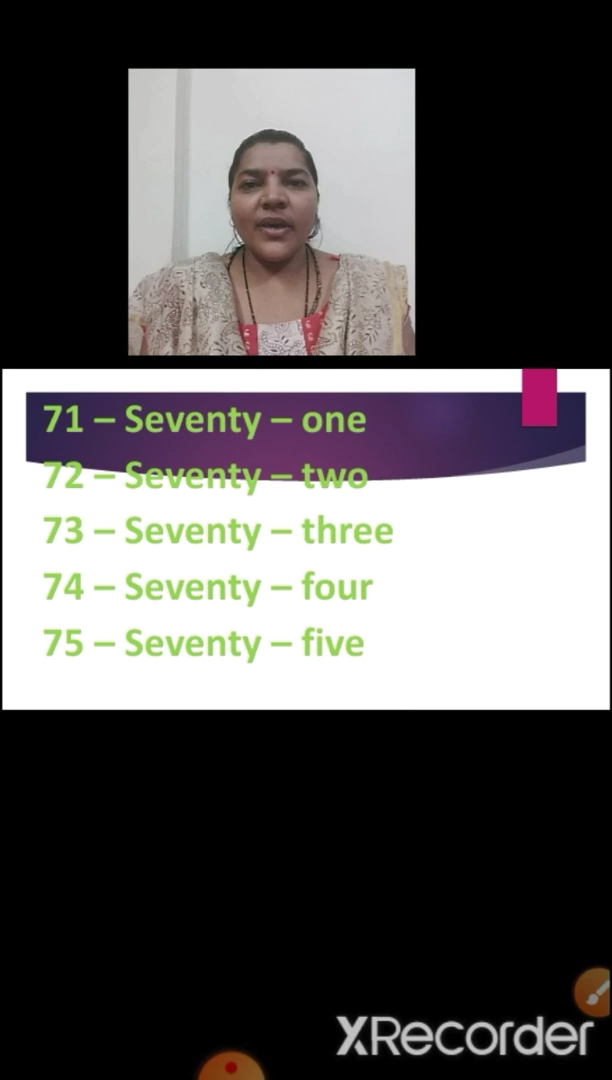 71 – Seventy – one
72 – Seventy – two
73 – Seventy – three
74 – Seventy – four
75 – Seventy – five
XRecorder